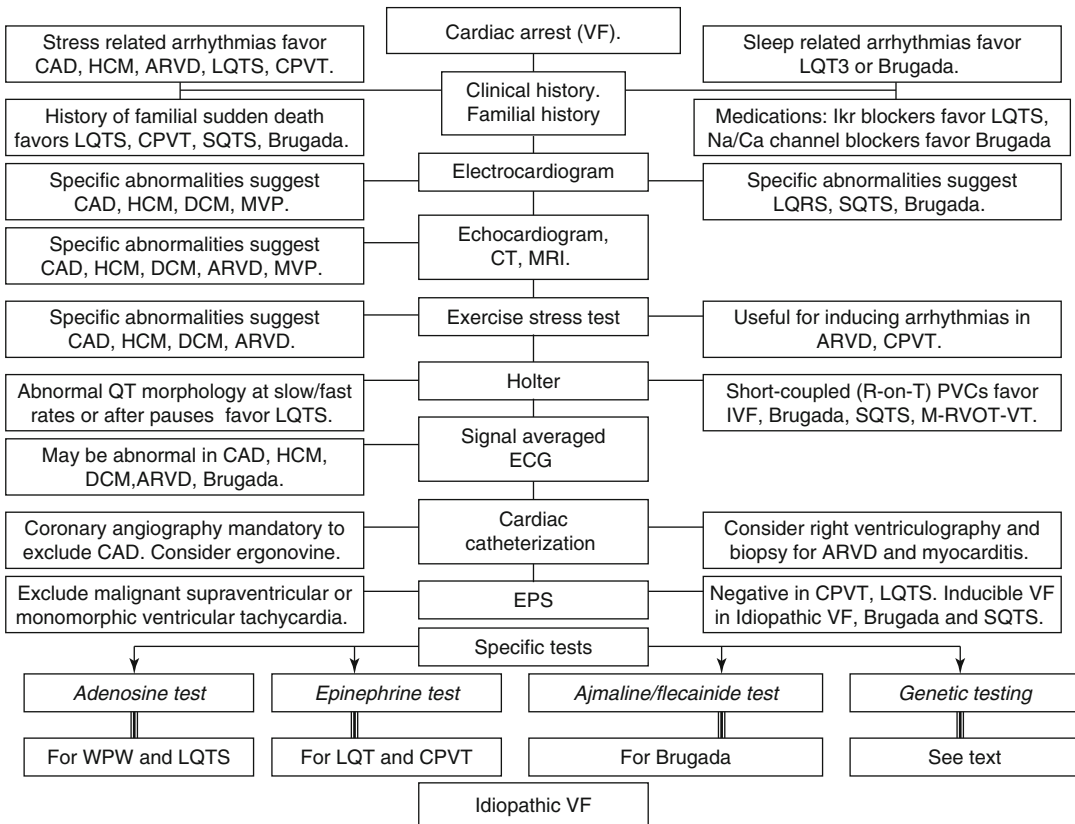 Cardiac arrest (VF).
Stress related arrhythmias favor
CAD, HCM, ARVD, LQTS, CPVT.
Sleep related arrhythmias favor
LQT3 or Brugada.
Clinical history.
Familial history
History of familial sudden death
favors LQTS, CPVT, SQTS, Brugada.
Medications: Ikr blockers favor LQTS,
Na/Ca channel blockers favor Brugada
Specific abnormalities suggest
CAD, HCM, DCM, MVP.
Electrocardiogram
Specific abnormalities suggest
LQRS, SQTS, Brugada.
Specific abnormalities suggest
CAD, HCM, DCM, ARVD, MVP.
Echocardiogram,
CT, MRI.
Specific abnormalities suggest
CAD, HCM, DCM, ARVD.
Exercise stress test
Useful for inducing arrhythmias in
ARVD, CPVT.
Abnormal QT morphology at slow/fast
rates or after pauses favor LQTS.
Holter
Short-coupled (R-on-T) PVCs favor
IVF, Brugada, SQTS, M-RVOT-VT.
May be abnormal in CAD, HCM,
DCM,ARVD, Brugada.
Signal averaged
ECG
Coronary angiography mandatory to
exclude CAD. Consider ergonovine.
Cardiac
catheterization
Consider right ventriculography and
biopsy for ARVD and myocarditis.
Exclude malignant supraventricular or
monomorphic ventricular tachycardia.
EPS
Negative in CPVT, LQTS. Inducible VF
in Idiopathic VF, Brugada and SQTS.
Specific tests
Adenosine test
Epinephrine test
Ajmaline/flecainide test
Genetic testing
For WPW and LQTS
For LQT and CPVT
For Brugada
See text
Idiopathic VF